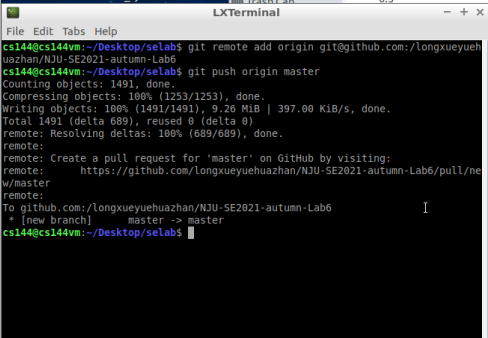 LXTerminal
File Edit Tabs Help
cs144@cs144vm:~/Desktop/selab$ git remote add origin git@github.com:/longxueyueh
uazhan/NJU-SE2021-autumn-Lab6
cs144@cs144vm:~/Desktop/selab$ git push origin master
Counting objects: 1491, done.
Compressing objects: 100% (1253/1253), done.
Writing objects: 100% (1491/1491), 9.26 MiB | 397.00 KiB/s, done.
Total 1491 (delta 689), reused 0 (delta 0)
remote: Resolving deltas: 100% (689/689), done.
remote:
remote: Create a pull request for 'master' on GitHub by visiting:
remote:      https://github.com/longxueyuehuazhan/NJU-SE2021-autumn-Lab6/pull/ne
w/master
remote:
To github.com:/longxueyuehuazhan/NJU-SE2021-autumn-Lab6
 * [new branch]      master -> master
cs144@cs144vm:~/Desktop/selab$